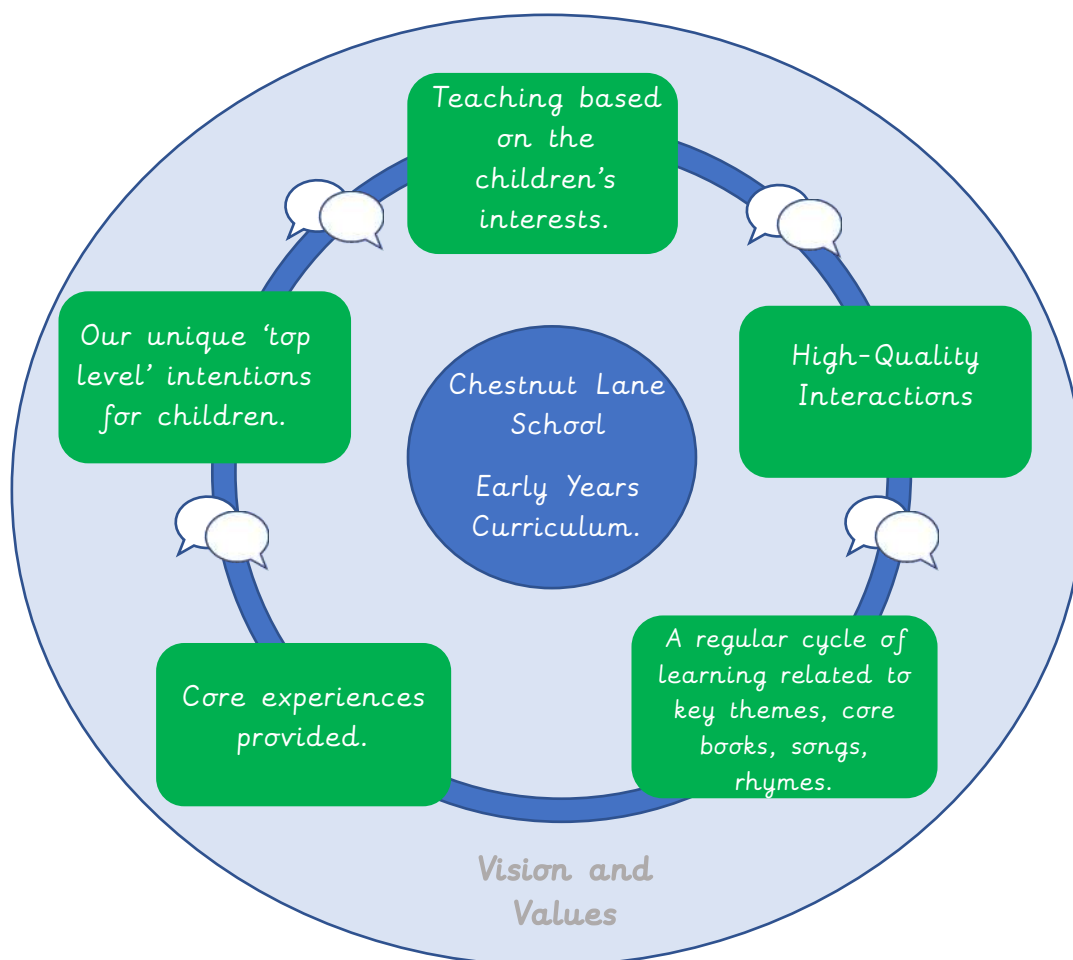 Teaching based
on the
children's
interests.
Our unique 'top
level' intentions
for children.
High-Quality
Interactions
Chestnut Lane
School
Early Years
Curriculum.
Core experiences
provided.
A regular cycle of
learning related to
key themes, core
books, songs,
rhymes.
Vision and
Values